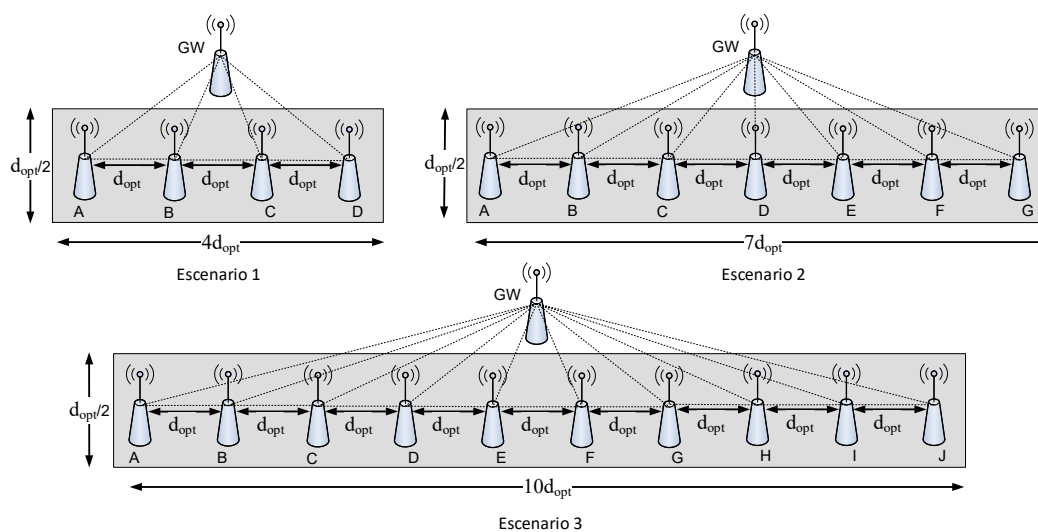 GW
d_opt/2
d_opt d_opt d_opt
A B C D
4d_opt
Escenario 1
GW
d_opt/2
d_opt d_opt d_opt d_opt d_opt d_opt
A B C D E F G
7d_opt
Escenario 2
GW
d_opt/2
d_opt d_opt d_opt d_opt d_opt d_opt d_opt d_opt d_opt
A B C D E F G H I J
10d_opt
Escenario 3